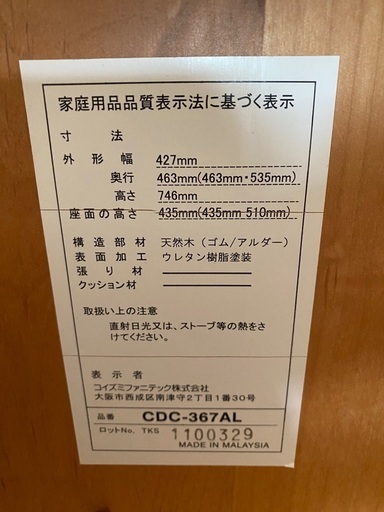 家庭用品品質表示法に基づく表示
寸法
外形 幅 427mm
奥行 463mm(463mm・535mm)
高さ 746mm
座面の高さ 435mm(435mm 510mm)
構造部材 天然木（ゴム/アルダー）
表面加工 ウレタン樹脂塗装
張り材
クッション材
取扱い上の注意
直射日光又は、ストーブ等の熱をさ
けてください。
表示者
コイズミファニテック株式会社
大阪市西成区南津守2丁目1番30号
品番 CDC-367AL
ロットNo. TKS 1100329
MADE IN MALAYSIA